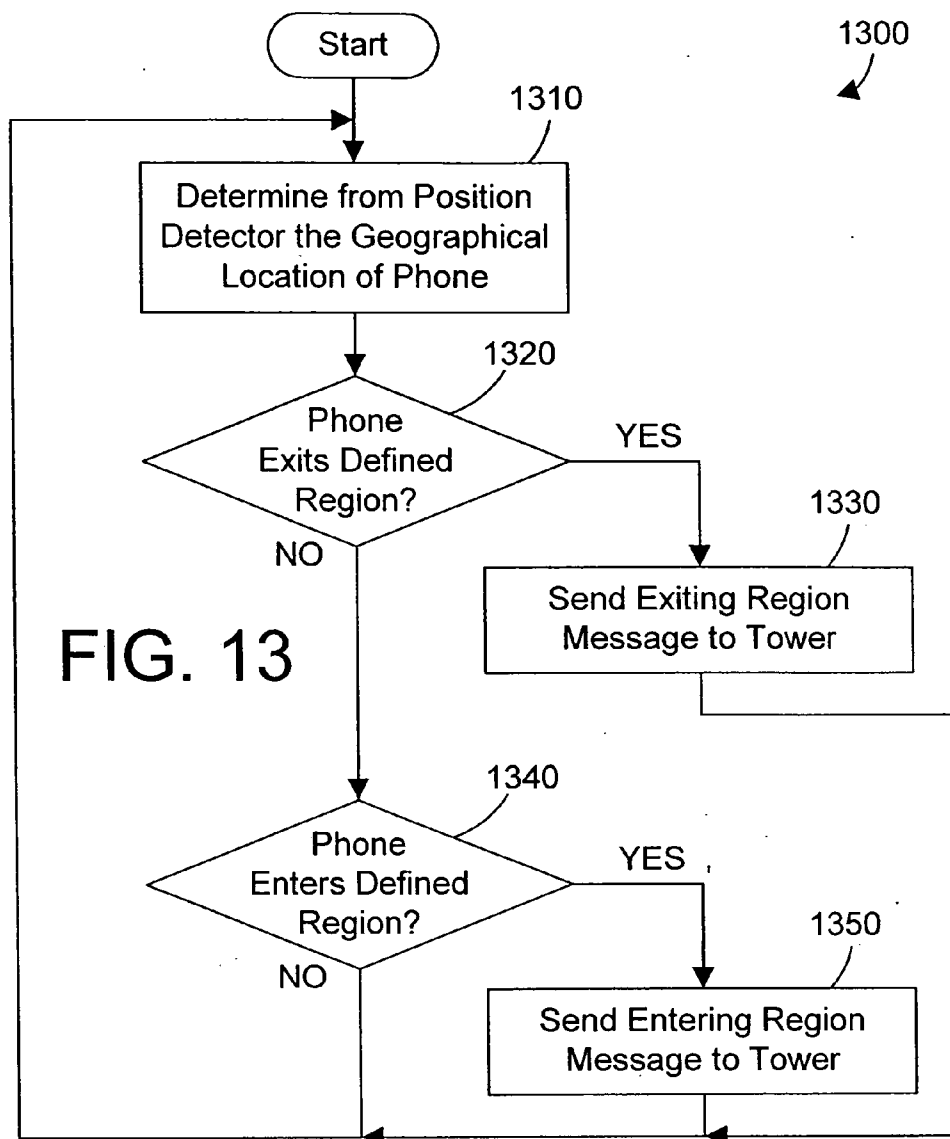 Start
1300
1310
Determine from Position
Detector the Geographical
Location of Phone
1320
Phone
Exits Defined
Region?
YES
NO
1330
Send Exiting Region
Message to Tower
FIG. 13
1340
Phone
Enters Defined
Region?
YES
NO
1350
Send Entering Region
Message to Tower